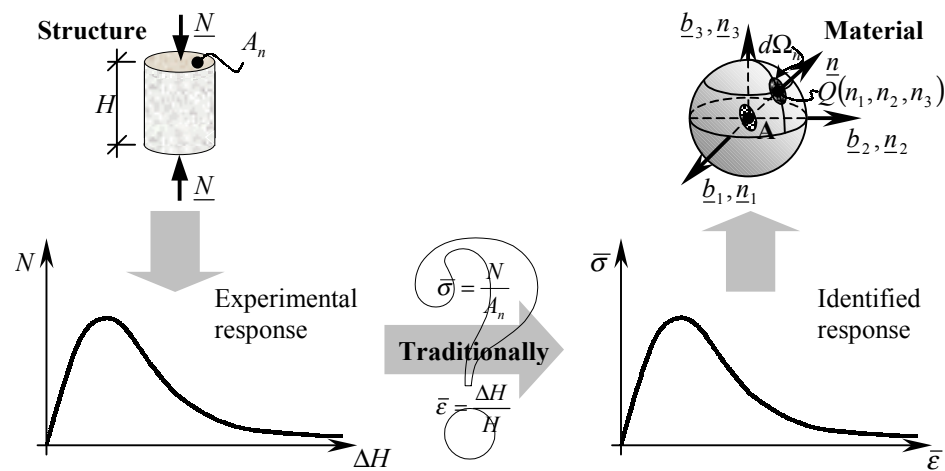 Structure
N
A_n
H
N
b_3, n_3
Material
dΩ_n
n
Q(n_1, n_2, n_3)
A
b_2, n_2
b_1, n_1
N
Experimental
response
ΔH
σ̅ = N/A_n
Traditionally
ε̅ = ΔH/H
σ̅
Identified
response
ε̅